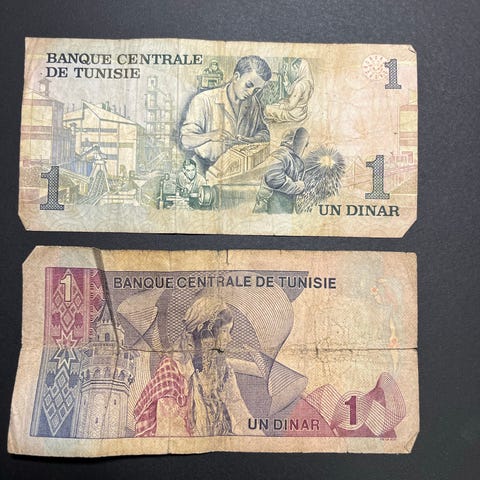 BANQUE CENTRALE
DE TUNISIE
1
1
1
UN DINAR
1
BANQUE CENTRALE DE TUNISIE
UN DINAR
1